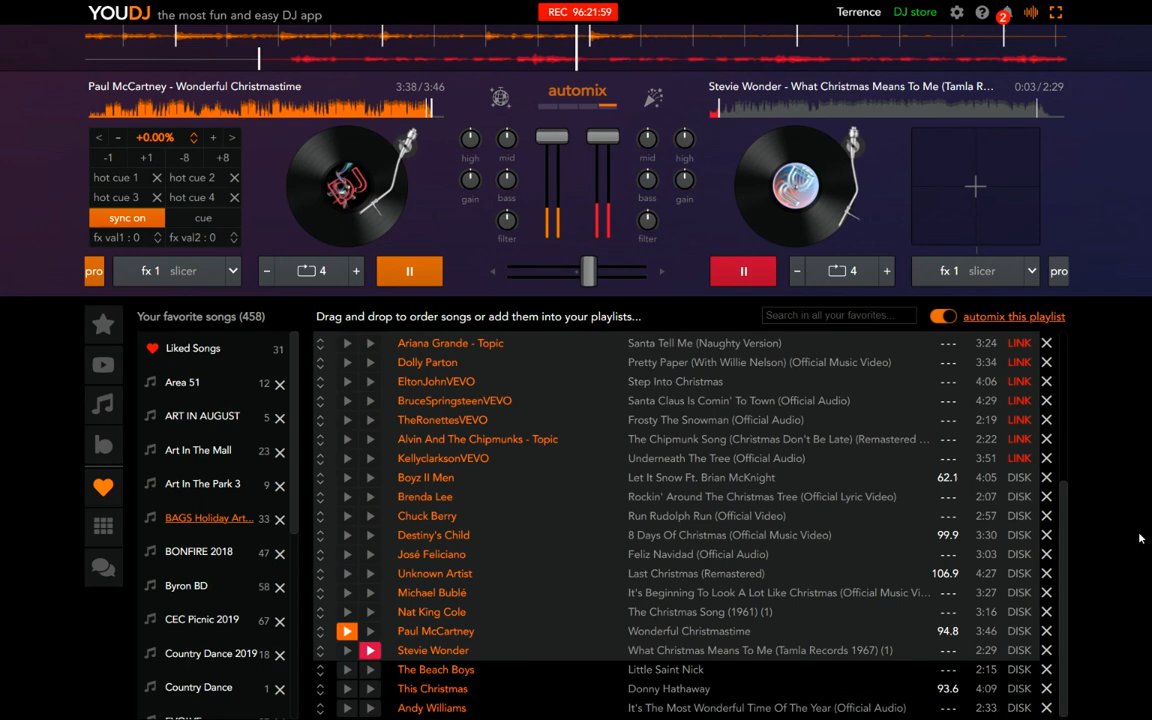 YOUDJ the most fun and easy DJ app
REC 96:21:59
Terrence DJ store 2
Paul McCartney - Wonderful Christmastime 3:38/3:46
automix
Stevie Wonder - What Christmas Means To Me (Tamla R... 0:03/2:29
< - +0.00% + >
-1 +1 -8 +8
hot cue 1 hot cue 2
hot cue 3 hot cue 4
sync on cue
fx val1 : 0 fx val2 : 0
high mid
gain bass
filter
mid high
bass gain
filter
pro fx 1 slicer - 4 +
- 4 + fx 1 slicer pro
Your favorite songs (458)
Drag and drop to order songs or add them into your playlists...
Search in all your favorites...
automix this playlist
Liked Songs 31
Area 51 12
ART IN AUGUST 5
Art In The Mall 23
Art In The Park 3 9
BAGS Holiday Art... 33
BONFIRE 2018 47
Byron BD 58
CEC Picnic 2019 67
Country Dance 2019 18
Country Dance 1
Ariana Grande - Topic Santa Tell Me (Naughty Version) --- 3:24 LINK
Dolly Parton Pretty Paper (With Willie Nelson) (Official Music Video) --- 3:34 LINK
EltonJohnVEVO Step Into Christmas --- 4:06 LINK
BruceSpringsteenVEVO Santa Claus Is Comin' To Town (Official Audio) --- 4:29 LINK
TheRonettesVEVO Frosty The Snowman (Official Audio) --- 2:19 LINK
Alvin And The Chipmunks - Topic The Chipmunk Song (Christmas Don't Be Late) (Remastered ... --- 2:22 LINK
KellyclarksonVEVO Underneath The Tree (Official Audio) --- 3:51 LINK
Boyz II Men Let It Snow Ft. Brian McKnight 62.1 4:05 DISK
Brenda Lee Rockin' Around The Christmas Tree (Official Lyric Video) --- 2:07 DISK
Chuck Berry Run Rudolph Run (Official Video) --- 2:57 DISK
Destiny's Child 8 Days Of Christmas (Official Music Video) 99.9 3:30 DISK
José Feliciano Feliz Navidad (Official Audio) --- 3:03 DISK
Unknown Artist Last Christmas (Remastered) 106.9 4:27 DISK
Michael Bublé It's Beginning To Look A Lot Like Christmas (Official Music Vi... --- 3:27 DISK
Nat King Cole The Christmas Song (1961) (1) --- 3:16 DISK
Paul McCartney Wonderful Christmastime 94.8 3:46 DISK
Stevie Wonder What Christmas Means To Me (Tamla Records 1967) (1) --- 2:29 DISK
The Beach Boys Little Saint Nick --- 2:15 DISK
This Christmas Donny Hathaway 93.6 4:09 DISK
Andy Williams It's The Most Wonderful Time Of The Year (Official Audio) --- 2:33 DISK